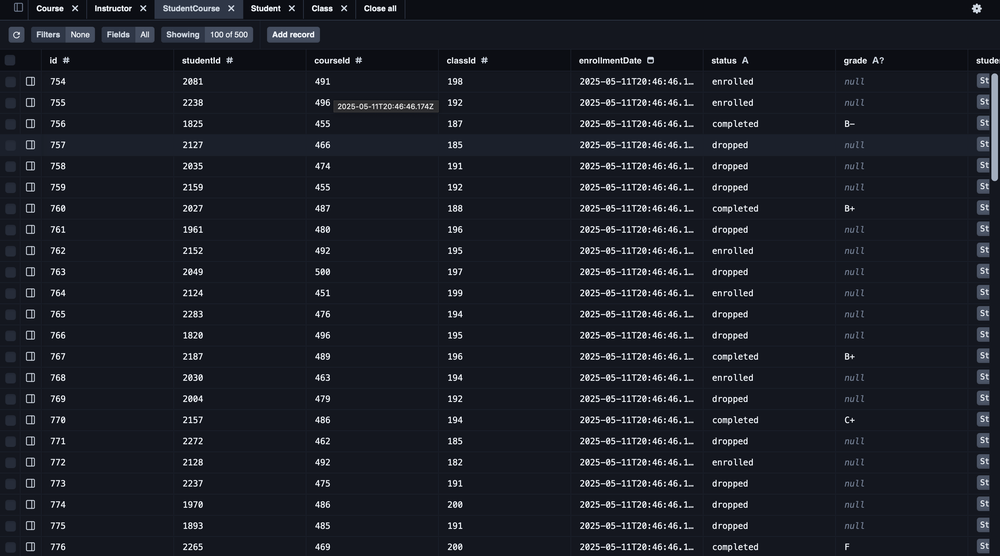 Course Instructor StudentCourse Student Class Close all
Filters None Fields All Showing 100 of 500 Add record
id # studentId # courseId # classId # enrollmentDate status A grade A? studen
754 2081 491 198 2025-05-11T20:46:46.1… enrolled null St
755 2238 496 192 2025-05-11T20:46:46.1… enrolled null St
2025-05-11T20:46:46.174Z
756 1825 455 187 2025-05-11T20:46:46.1… completed B- St
757 2127 466 185 2025-05-11T20:46:46.1… dropped null St
758 2035 474 191 2025-05-11T20:46:46.1… dropped null St
759 2159 455 192 2025-05-11T20:46:46.1… dropped null St
760 2027 487 188 2025-05-11T20:46:46.1… completed B+ St
761 1961 480 196 2025-05-11T20:46:46.1… dropped null St
762 2152 492 195 2025-05-11T20:46:46.1… enrolled null St
763 2049 500 197 2025-05-11T20:46:46.1… dropped null St
764 2124 451 199 2025-05-11T20:46:46.1… enrolled null St
765 2283 476 194 2025-05-11T20:46:46.1… dropped null St
766 1820 496 195 2025-05-11T20:46:46.1… dropped null St
767 2187 489 196 2025-05-11T20:46:46.1… completed B+ St
768 2030 463 194 2025-05-11T20:46:46.1… enrolled null St
769 2004 479 192 2025-05-11T20:46:46.1… dropped null St
770 2157 486 194 2025-05-11T20:46:46.1… completed C+ St
771 2272 462 185 2025-05-11T20:46:46.1… dropped null St
772 2128 492 182 2025-05-11T20:46:46.1… enrolled null St
773 2237 475 191 2025-05-11T20:46:46.1… dropped null St
774 1970 486 200 2025-05-11T20:46:46.1… dropped null St
775 1893 485 191 2025-05-11T20:46:46.1… dropped null St
776 2265 469 200 2025-05-11T20:46:46.1… completed F St